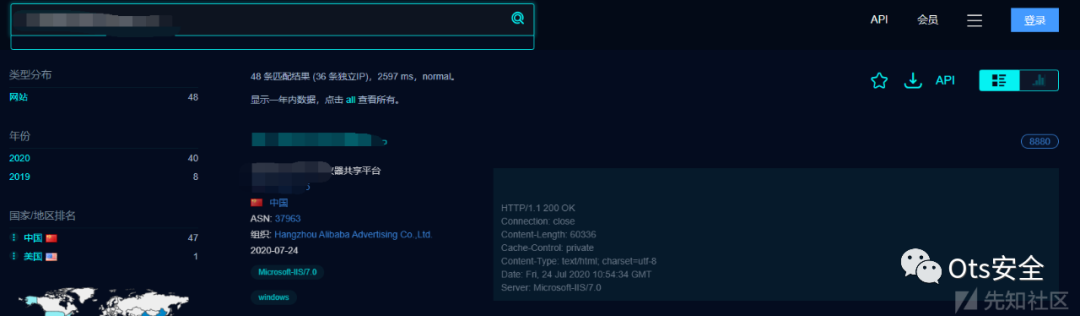 API 会员 登录
类型分布
网站 48
年份
2020 40
2019 8
国家/地区排名
中国 47
美国 1
48 条匹配结果 (36 条独立IP)，2597 ms，normal。
显示一年内数据，点击 all 查看所有。
API
8880
器共享平台
中国
ASN: 37963
组织: Hangzhou Alibaba Advertising Co.,Ltd.
2020-07-24
Microsoft-IIS/7.0
windows
HTTP/1.1 200 OK
Connection: close
Content-Length: 60336
Cache-Control: private
Content-Type: text/html; charset=utf-8
Date: Fri, 24 Jul 2020 10:54:34 GMT
Server: Microsoft-IIS/7.0
Ots安全
先知社区